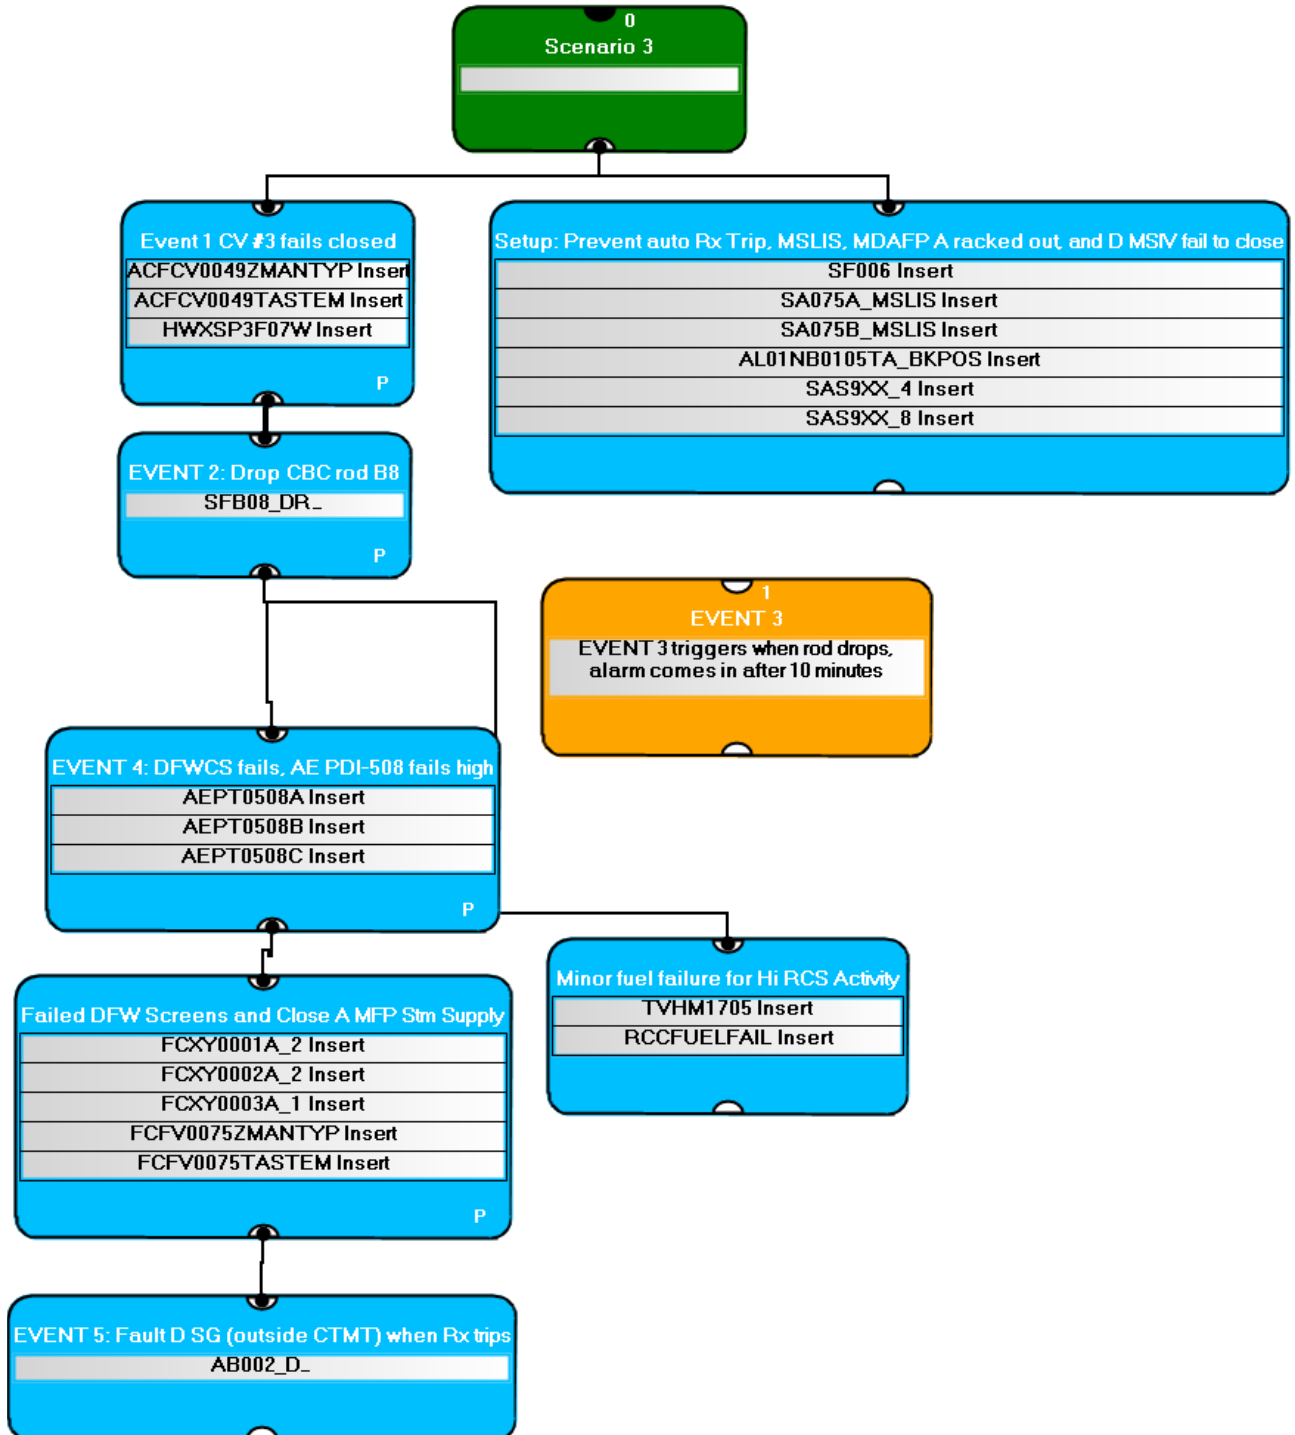 0
Scenario 3
Event 1 CV #3 fails closed
ACFCV0049ZMANTYP Insert
ACFCV0049TASTEM Insert
HWXSP3F07W Insert
P
Setup: Prevent auto Rx Trip, MSLIS, MDAFP A racked out, and D MSIV fail to close
SF006 Insert
SA075A_MSLIS Insert
SA075B_MSLIS Insert
AL01NB0105TA_BKPOS Insert
SAS9XX_4 Insert
SAS9XX_8 Insert
EVENT 2: Drop CBC rod B8
SFB08_DR_
P
1
EVENT 3
EVENT 3 triggers when rod drops,
alarm comes in after 10 minutes
EVENT 4: DFWCS fails, AE PDI-508 fails high
AEPT0508A Insert
AEPT0508B Insert
AEPT0508C Insert
P
Minor fuel failure for Hi RCS Activity
TVHM1705 Insert
RCCFUELFAIL Insert
Failed DFW Screens and Close A MFP Stm Supply
FCXY0001A_2 Insert
FCXY0002A_2 Insert
FCXY0003A_1 Insert
FCFV0075ZMANTYP Insert
FCFV0075TASTEM Insert
P
EVENT 5: Fault D SG (outside CTMT) when Rx trips
AB002_D_